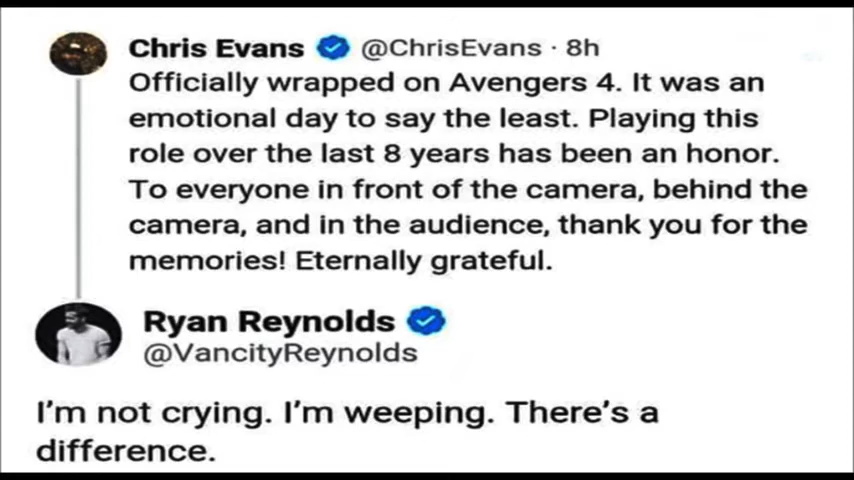 Chris Evans @ChrisEvans · 8h
Officially wrapped on Avengers 4. It was an
emotional day to say the least. Playing this
role over the last 8 years has been an honor.
To everyone in front of the camera, behind the
camera, and in the audience, thank you for the
memories! Eternally grateful.
Ryan Reynolds
@VancityReynolds
I'm not crying. I'm weeping. There's a
difference.